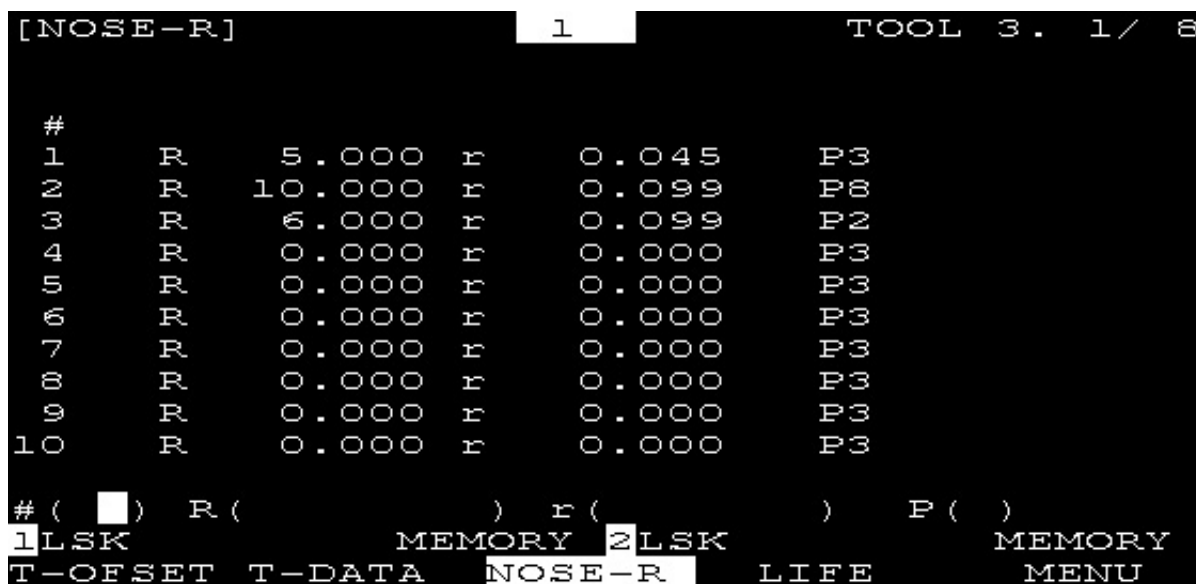 [NOSE-R] 1 TOOL 3. 1/ 8
#
1 R 5.000 r 0.045 P3
2 R 10.000 r 0.099 P8
3 R 6.000 r 0.099 P2
4 R 0.000 r 0.000 P3
5 R 0.000 r 0.000 P3
6 R 0.000 r 0.000 P3
7 R 0.000 r 0.000 P3
8 R 0.000 r 0.000 P3
9 R 0.000 r 0.000 P3
10 R 0.000 r 0.000 P3
#( ) R( ) r( ) P( )
1LSK MEMORY 2LSK MEMORY
T-OFSET T-DATA NOSE-R LIFE MENU